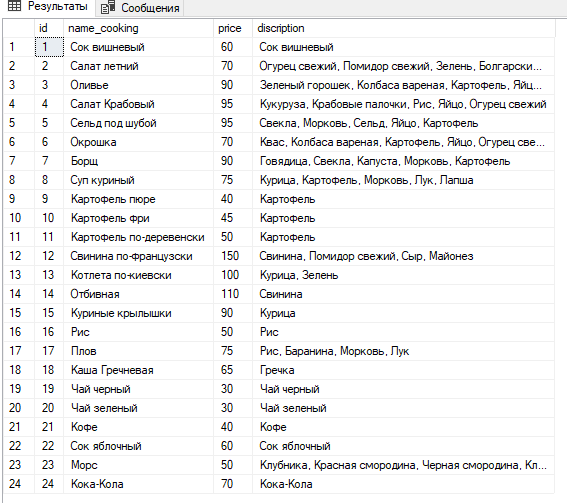 Результаты Сообщения
id name_cooking price discription
1 1 Сок вишневый 60 Сок вишневый
2 2 Салат летний 70 Огурец свежий, Помидор свежий, Зелень, Болгарски...
3 3 Оливье 90 Зеленый горошек, Колбаса вареная, Картофель, Яйц...
4 4 Салат Крабовый 95 Кукуруза, Крабовые палочки, Рис, Яйцо, Огурец свежий
5 5 Сельд под шубой 95 Свекла, Морковь, Сельд, Яйцо, Картофель
6 6 Окрошка 70 Квас, Колбаса вареная, Картофель, Яйцо, Огурец све...
7 7 Борщ 90 Говядица, Свекла, Капуста, Морковь, Картофель
8 8 Суп куриный 75 Курица, Картофель, Морковь, Лук, Лапша
9 9 Картофель пюре 40 Картофель
10 10 Картофель фри 45 Картофель
11 11 Картофель по-деревенски 50 Картофель
12 12 Свинина по-французски 150 Свинина, Помидор свежий, Сыр, Майонез
13 13 Котлета по-киевски 100 Курица, Зелень
14 14 Отбивная 110 Свинина
15 15 Куриные крылышки 90 Курица
16 16 Рис 50 Рис
17 17 Плов 75 Рис, Баранина, Морковь, Лук
18 18 Каша Гречневая 65 Гречка
19 19 Чай черный 30 Чай черный
20 20 Чай зеленый 30 Чай зеленый
21 21 Кофе 40 Кофе
22 22 Сок яблочный 60 Сок яблочный
23 23 Морс 50 Клубника, Красная смородина, Черная смородина, Кл...
24 24 Кока-Кола 70 Кока-Кола